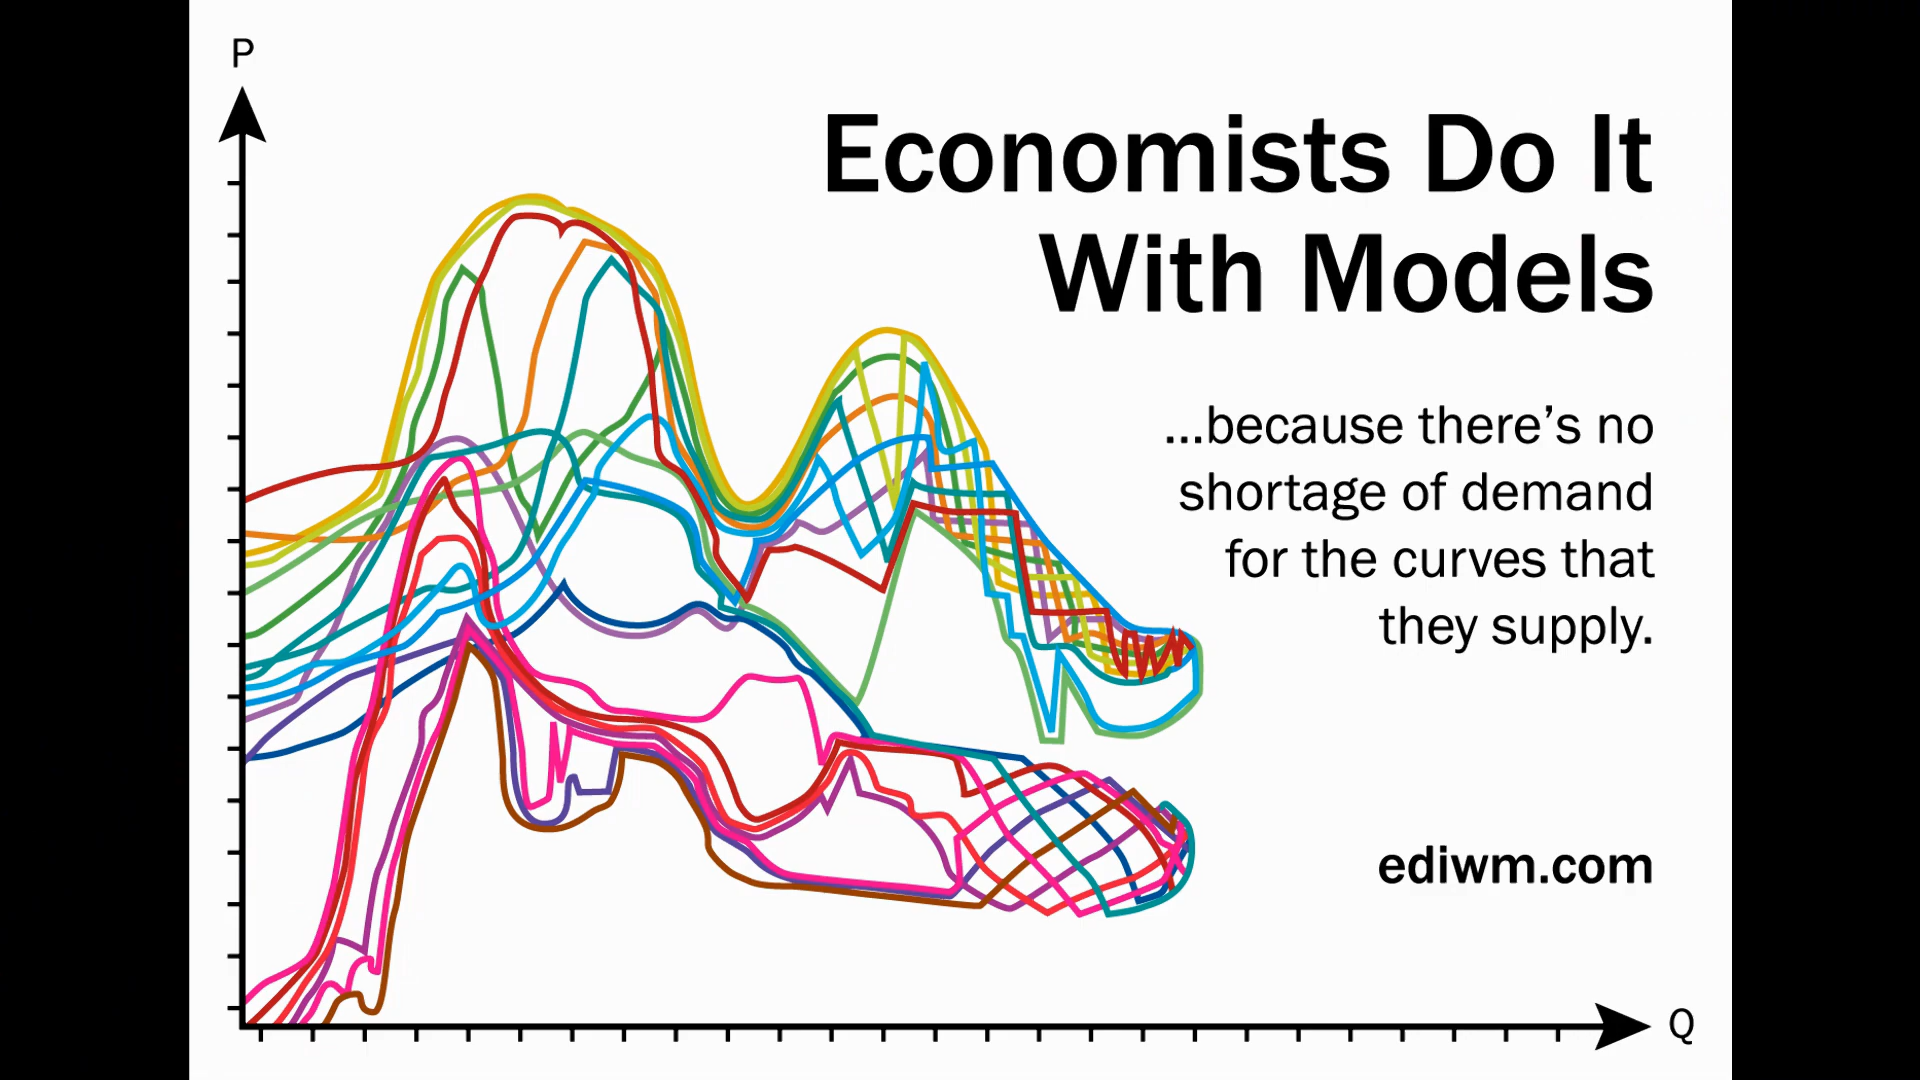 P
Economists Do It
With Models
...because there’s no
shortage of demand
for the curves that
they supply.
ediwm.com
Q